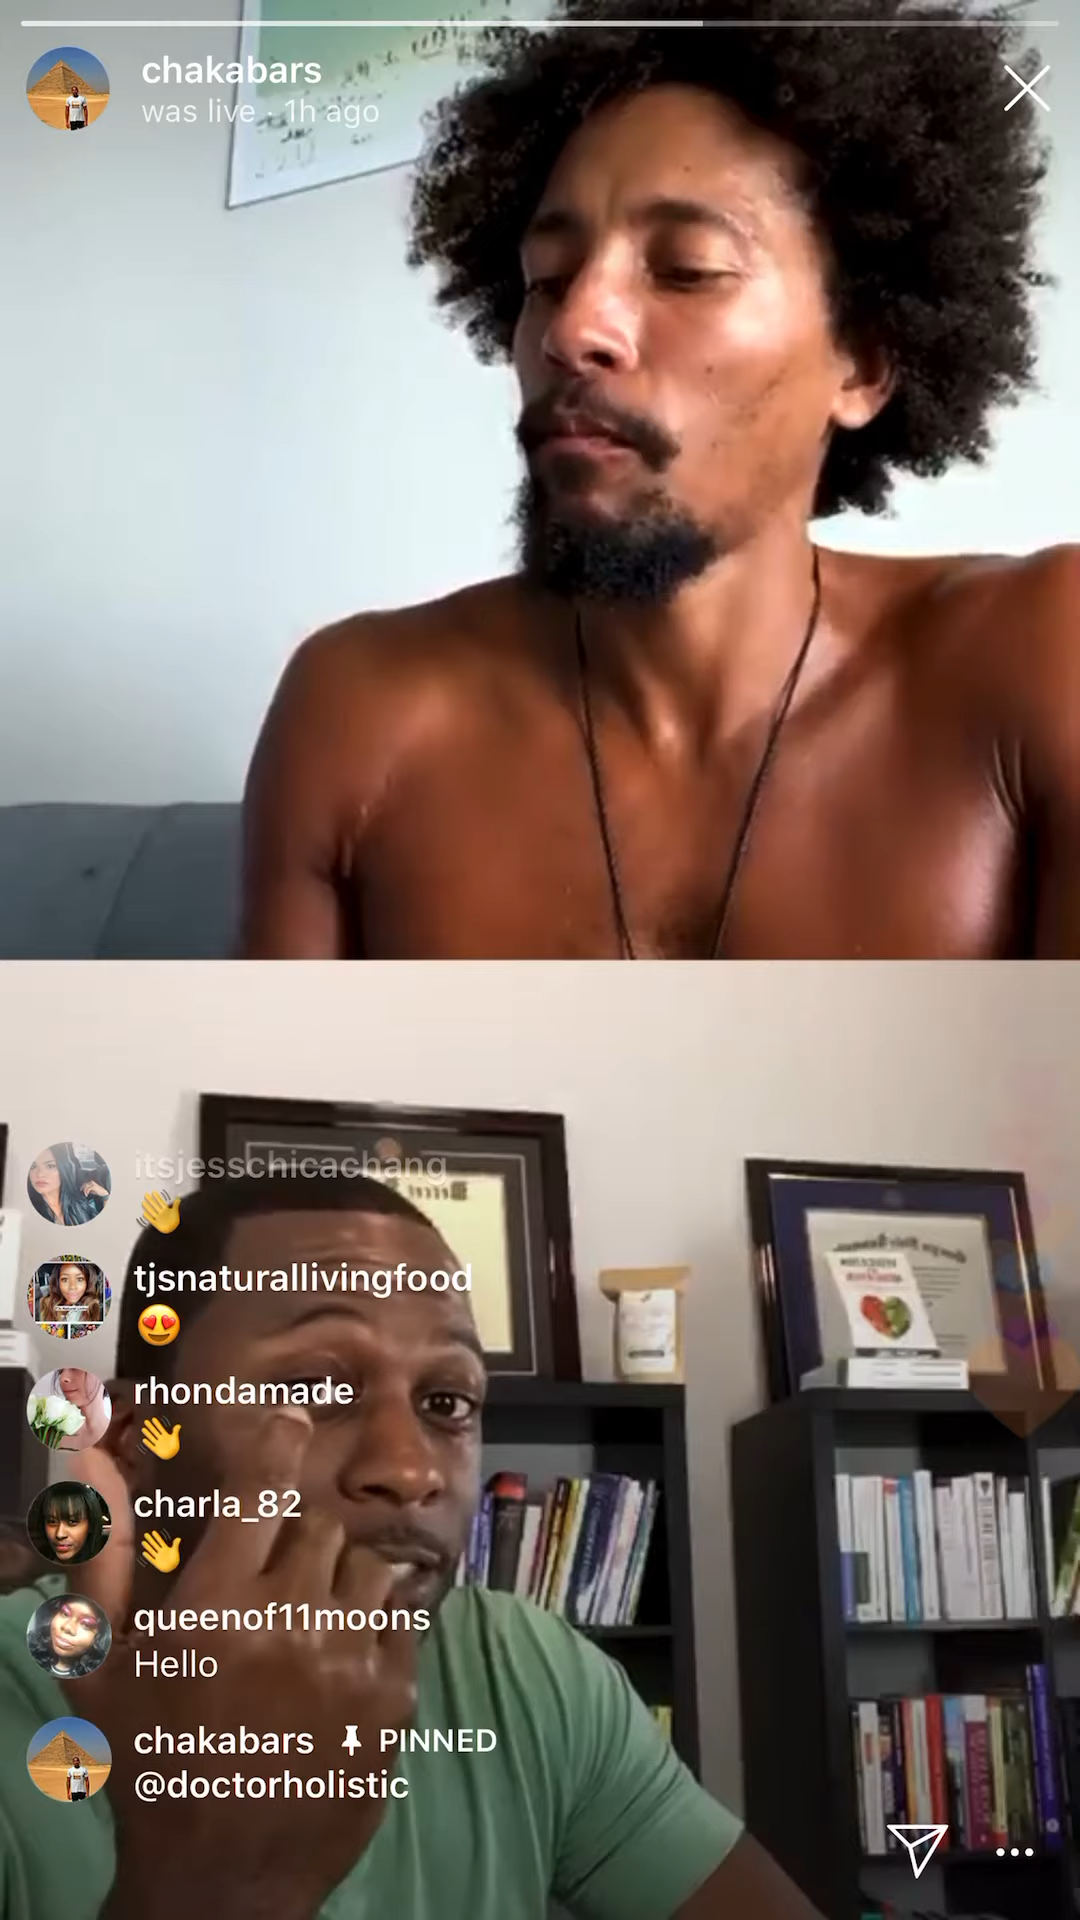 chakabars
was live · 1h ago
itsjesschicachang
👋
tjsnaturallivingfood
😍
rhondamade
👋
charla_82
👋
queenof11moons
Hello
chakabars PINNED
@doctorholistic